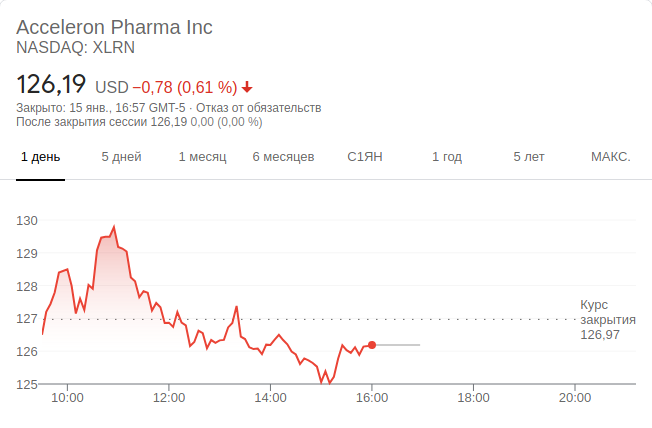 Acceleron Pharma Inc
NASDAQ: XLRN
126,19 USD −0,78 (0,61 %)
Закрыто: 15 янв., 16:57 GMT-5 · Отказ от обязательств
После закрытия сессии 126,19 0,00 (0,00 %)
1 день 5 дней 1 месяц 6 месяцев С1ЯН 1 год 5 лет МАКС.
130
129
128
127
126
125
Курс
закрытия
126,97
10:00 12:00 14:00 16:00 18:00 20:00